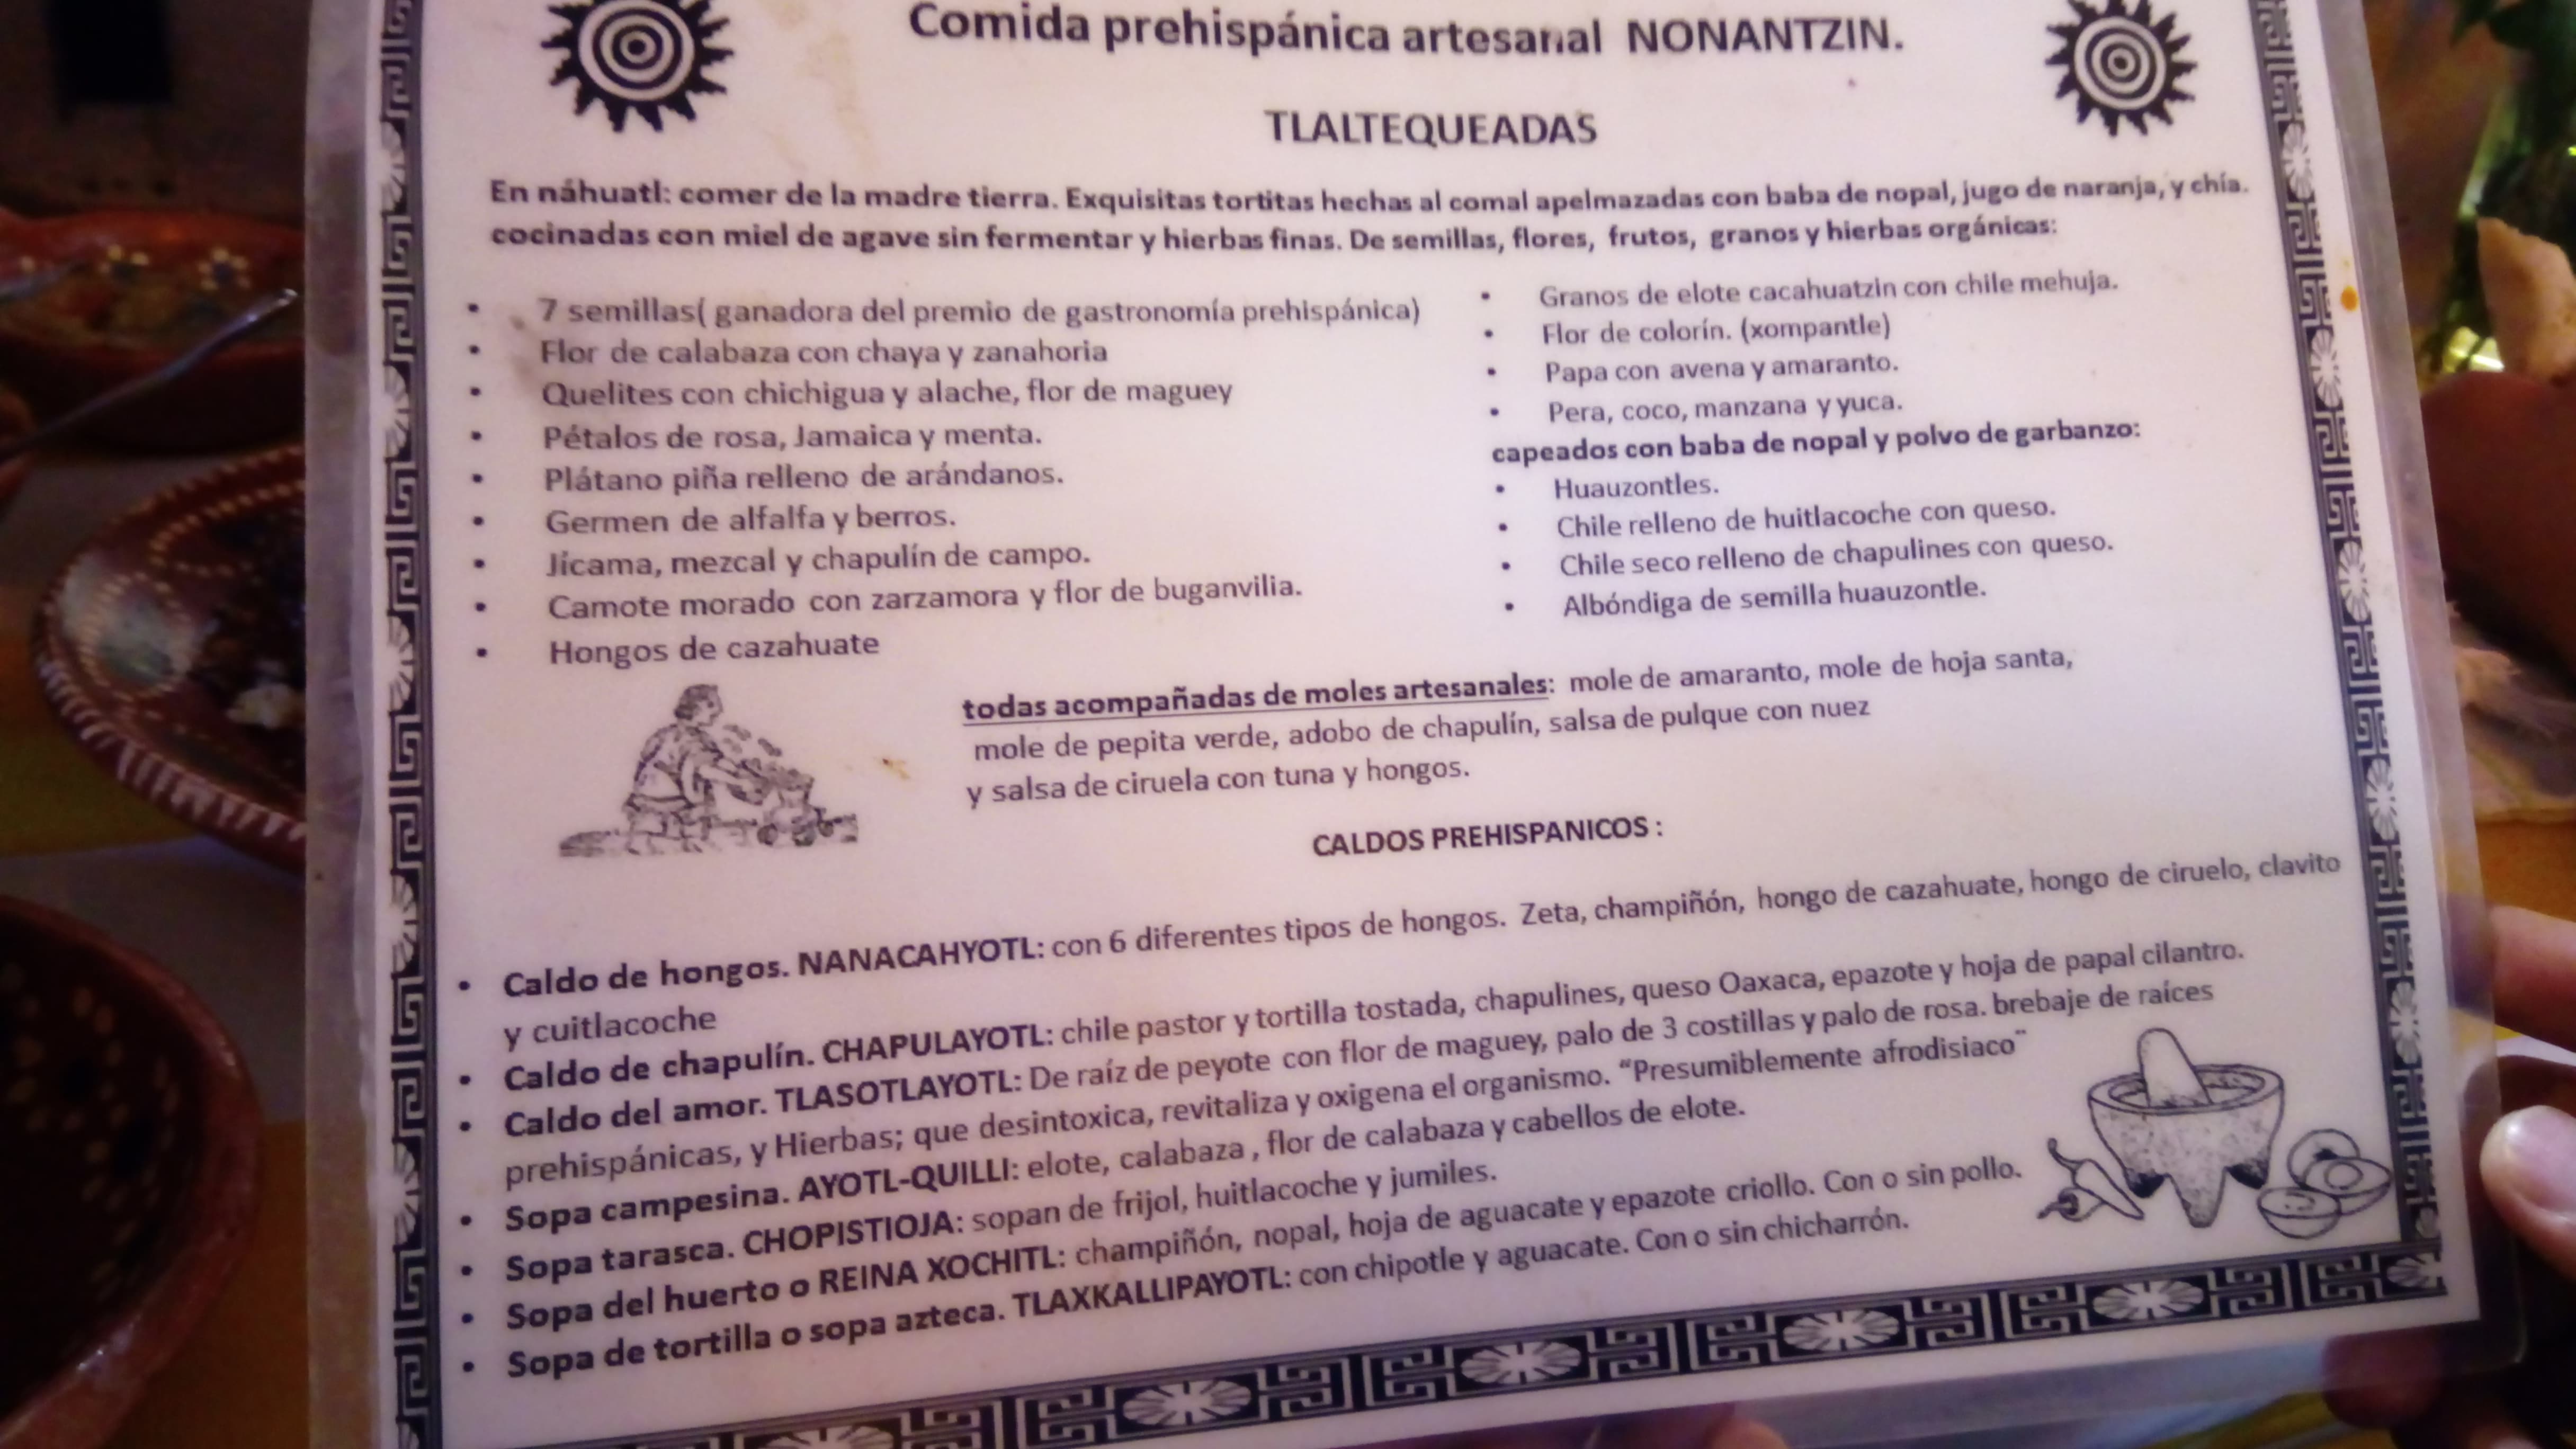 Comida prehispánica artesanal NONANTZIN.
TLALTEQUEADAS
En náhuatl: comer de la madre tierra. Exquisitas tortitas hechas al comal apelmazadas con baba de nopal, jugo de naranja, y chía.
cocinadas con miel de agave sin fermentar y hierbas finas. De semillas, flores, frutos, granos y hierbas orgánicas:
• 7 semillas( ganadora del premio de gastronomía prehispánica)
• Flor de calabaza con chaya y zanahoria
• Quelites con chichigua y alache, flor de maguey
• Pétalos de rosa, Jamaica y menta.
• Plátano piña relleno de arándanos.
• Germen de alfalfa y berros.
• Jícama, mezcal y chapulín de campo.
• Camote morado con zarzamora y flor de buganvilia.
• Hongos de cazahuate
• Granos de elote cacahuatzin con chile mehuja.
• Flor de colorín. (xompantle)
• Papa con avena y amaranto.
• Pera, coco, manzana y yuca.
capeados con baba de nopal y polvo de garbanzo:
• Huauzontles.
• Chile relleno de huitlacoche con queso.
• Chile seco relleno de chapulines con queso.
• Albóndiga de semilla huauzontle.
todas acompañadas de moles artesanales: mole de amaranto, mole de hoja santa,
mole de pepita verde, adobo de chapulín, salsa de pulque con nuez
y salsa de ciruela con tuna y hongos.
CALDOS PREHISPANICOS :
• Caldo de hongos. NANACAHYOTL: con 6 diferentes tipos de hongos. Zeta, champiñón, hongo de cazahuate, hongo de ciruelo, clavito
y cuitlacoche
• Caldo de chapulín. CHAPULAYOTL: chile pastor y tortilla tostada, chapulines, queso Oaxaca, epazote y hoja de papal cilantro.
• Caldo del amor. TLASOTLAYOTL: De raíz de peyote con flor de maguey, palo de 3 costillas y palo de rosa. brebaje de raíces
prehispánicas, y Hierbas; que desintoxica, revitaliza y oxigena el organismo. “Presumiblemente afrodisiaco¨
• Sopa campesina. AYOTL-QUILLI: elote, calabaza , flor de calabaza y cabellos de elote.
• Sopa tarasca. CHOPISTIOJA: sopan de frijol, huitlacoche y jumiles.
• Sopa del huerto o REINA XOCHITL: champiñón, nopal, hoja de aguacate y epazote criollo. Con o sin pollo.
• Sopa de tortilla o sopa azteca. TLAXKALLIPAYOTL: con chipotle y aguacate. Con o sin chicharrón.